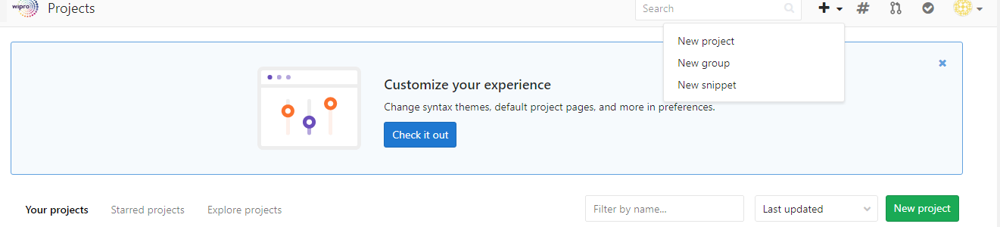 wipro
Projects
Search
New project
New group
New snippet
Customize your experience
Change syntax themes, default project pages, and more in preferences.
Check it out
Your projects Starred projects Explore projects Filter by name... Last updated New project